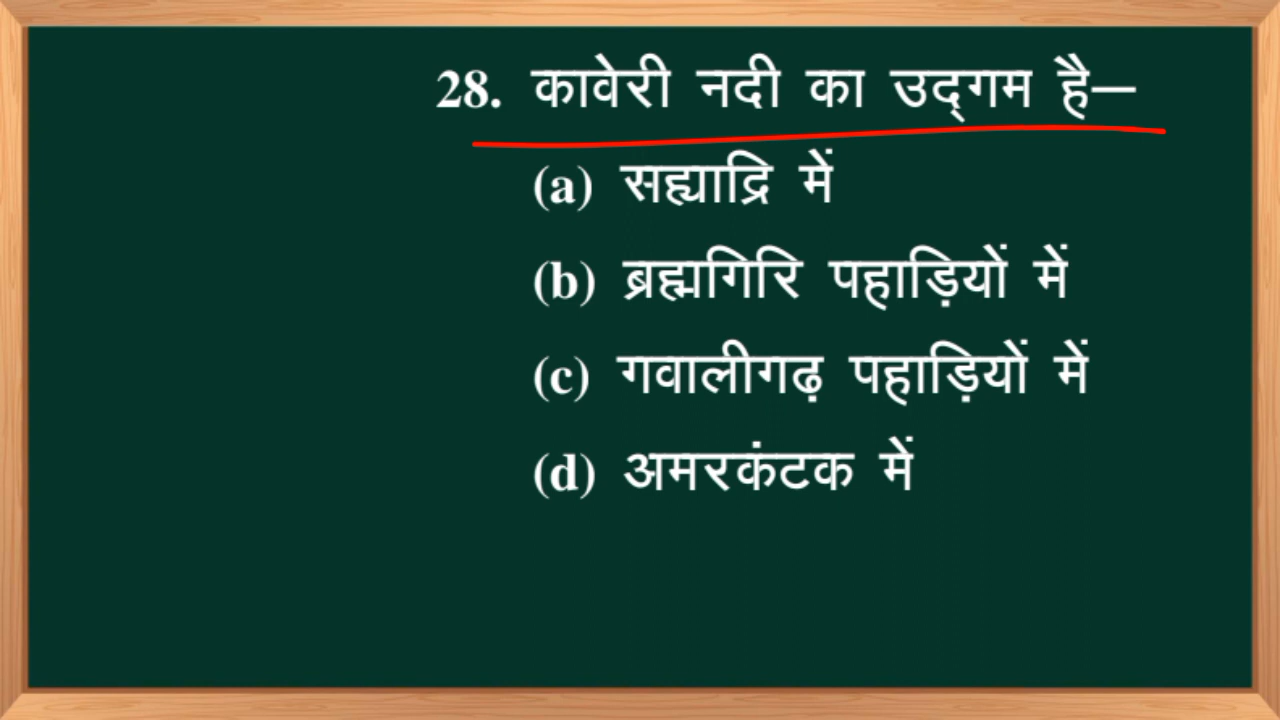 28. कावेरी नदी का उद्‌गम है—
(a) सह्याद्रि में
(b) ब्रह्मगिरि पहाड़ियों में
(c) गवालीगढ़ पहाड़ियों में
(d) अमरकंटक में